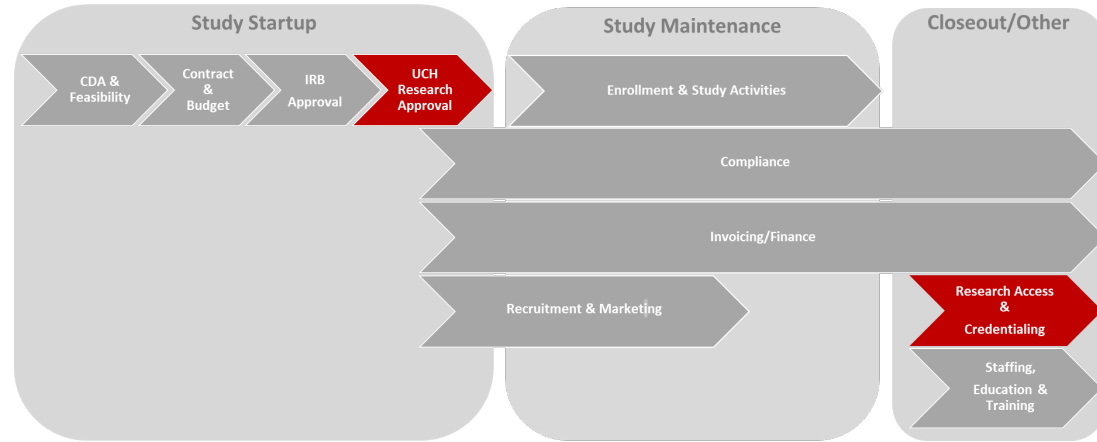 Study Startup
Study Maintenance
Closeout/Other
CDA &
Feasibility
Contract
&
Budget
IRB
Approval
UCH
Research
Approval
Enrollment & Study Activities
Compliance
Invoicing/Finance
Recruitment & Marketing
Research Access
&
Credentialing
Staffing,
Education &
Training